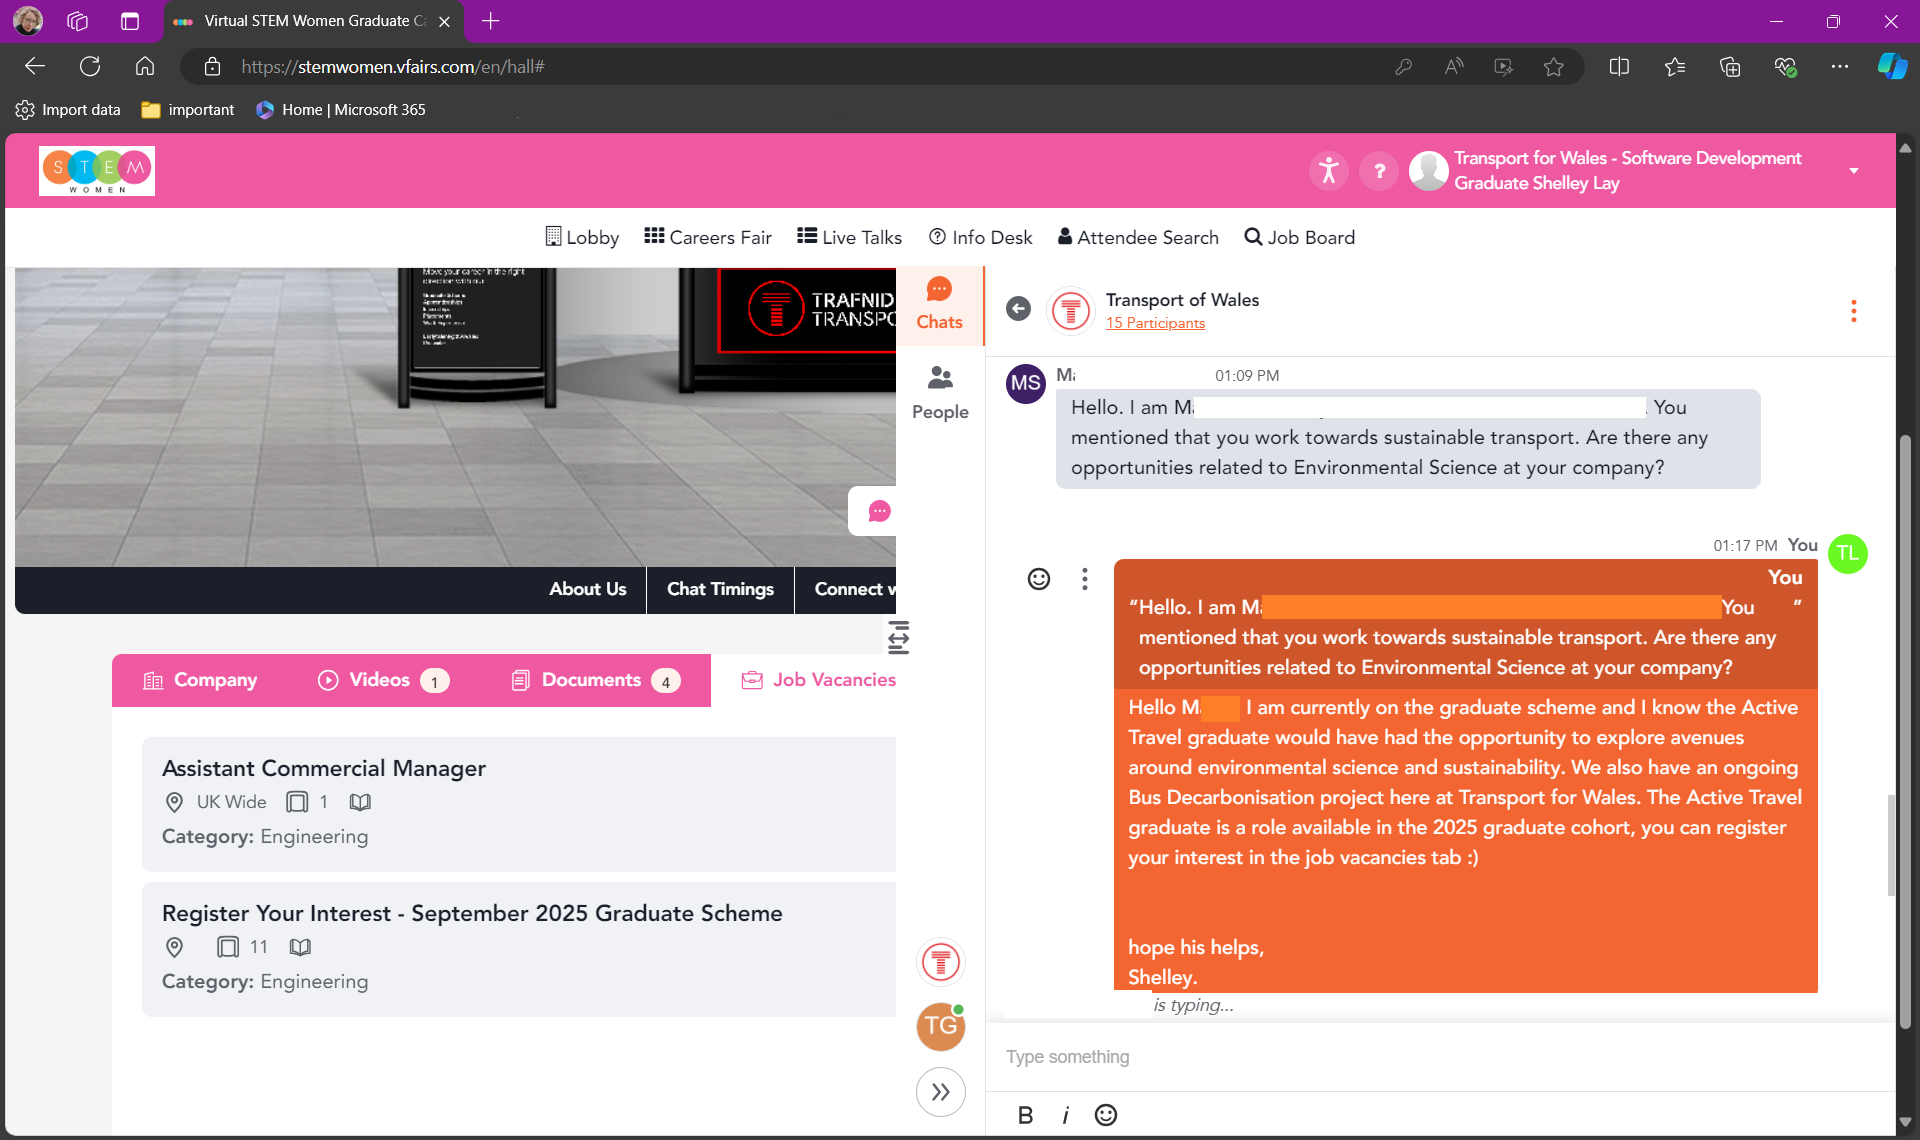 Virtual STEM Women Graduate Ca
https://stemwomen.vfairs.com/en/hall#
Import data
important
Home | Microsoft 365
STEM
WOMEN
?
Transport for Wales - Software Development
Graduate Shelley Lay
Lobby
Careers Fair
Live Talks
Info Desk
Attendee Search
Job Board
Move your career in the right
TRAFNID
TRANSPO
About Us
Chat Timings
Connect w
Company
Videos 1
Documents 4
Job Vacancies
Assistant Commercial Manager
UK Wide 1
Category: Engineering
Register Your Interest - September 2025 Graduate Scheme
11
Category: Engineering
Chats
People
TG
Transport of Wales
15 Participants
MS
Ma
01:09 PM
Hello. I am Ma . You
mentioned that you work towards sustainable transport. Are there any
opportunities related to Environmental Science at your company?
01:17 PM You
TL
You
“Hello. I am Ma You ”
mentioned that you work towards sustainable transport. Are there any
opportunities related to Environmental Science at your company?
Hello M I am currently on the graduate scheme and I know the Active
Travel graduate would have had the opportunity to explore avenues
around environmental science and sustainability. We also have an ongoing
Bus Decarbonisation project here at Transport for Wales. The Active Travel
graduate is a role available in the 2025 graduate cohort, you can register
your interest in the job vacancies tab :)
hope his helps,
Shelley.
is typing...
Type something
B i